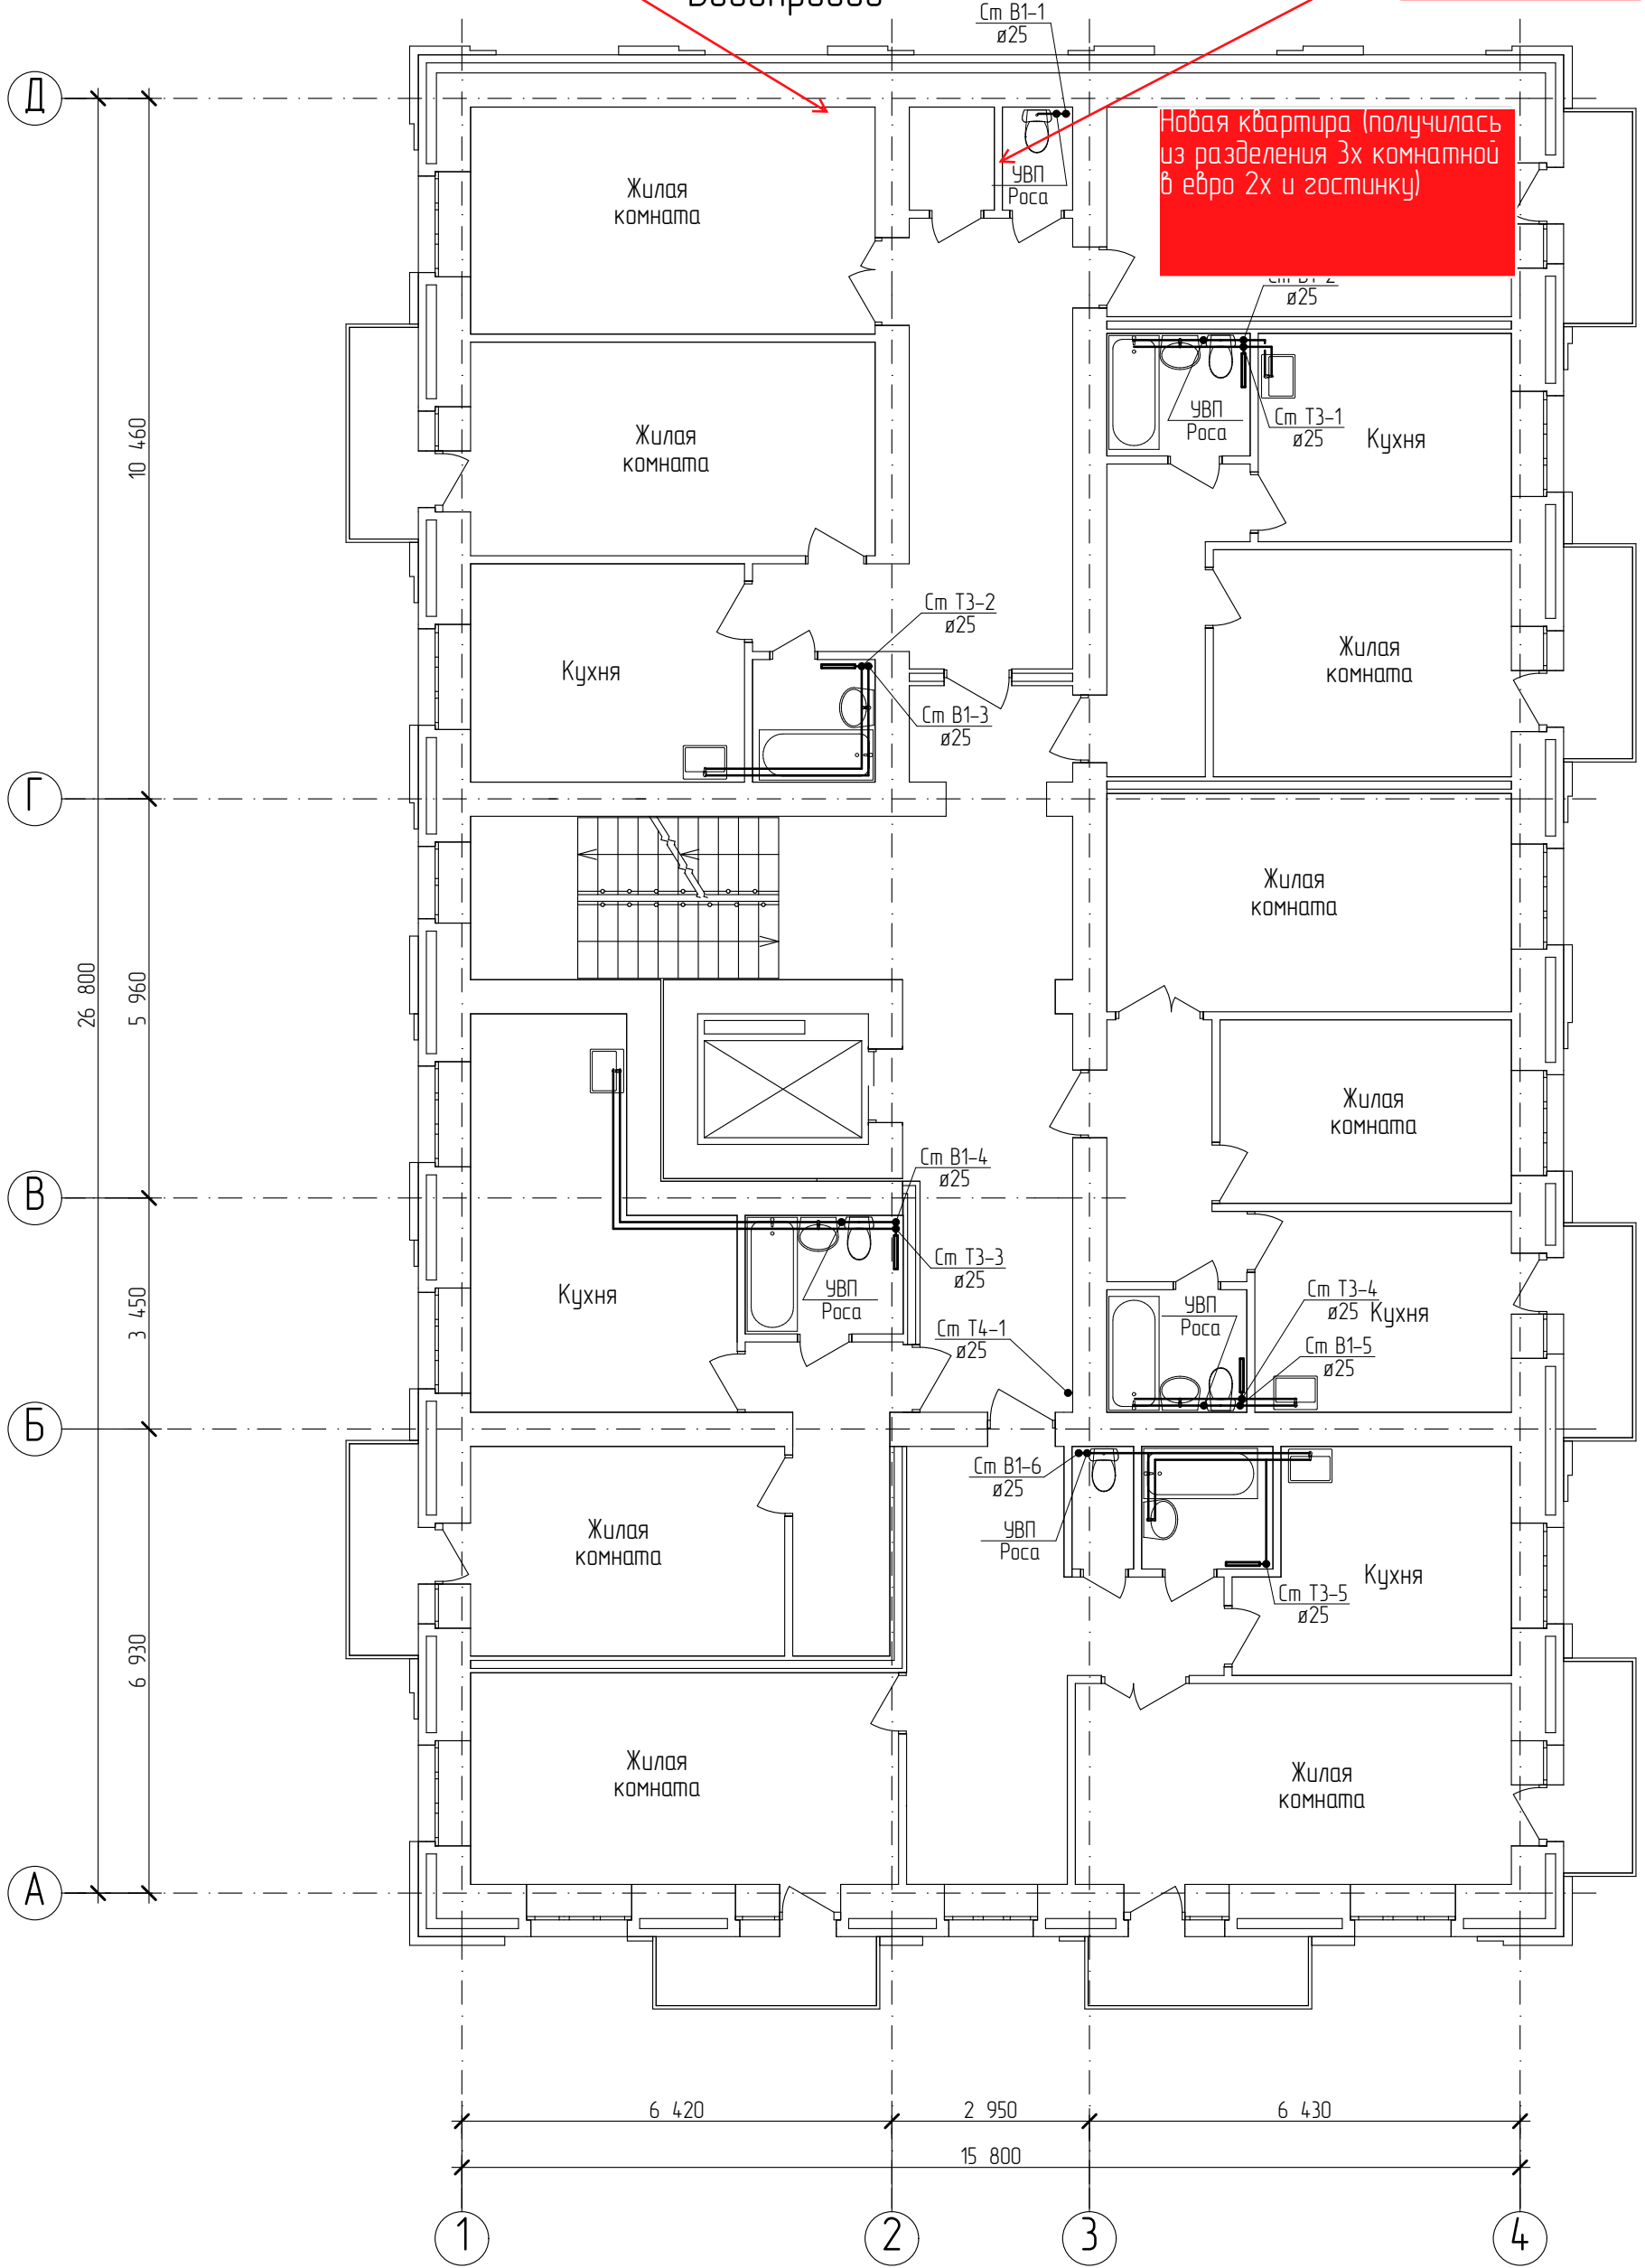 Ст В1-1
ø25
Д
Новая квартира (получилась
из разделения 3х комнатной
в евро 2х и гостинку)
Жилая
комната
УВП
Роса
ø25
УВП
Роса
Ст Т3-1
ø25
Кухня
Жилая
комната
10 460
Ст Т3-2
ø25
Кухня
Жилая
комната
Ст В1-3
ø25
Г
Жилая
комната
26 800
5 960
Жилая
комната
В
Ст В1-4
ø25
Ст Т3-3
ø25
Кухня
УВП
Роса
3 450
Ст Т4-1
ø25
УВП
Роса
Ст Т3-4
ø25
Кухня
Ст В1-5
ø25
Б
Ст В1-6
ø25
УВП
Роса
Жилая
комната
Кухня
Ст Т3-5
ø25
6 930
Жилая
комната
Жилая
комната
А
6 420
2 950
6 430
15 800
1
2
3
4